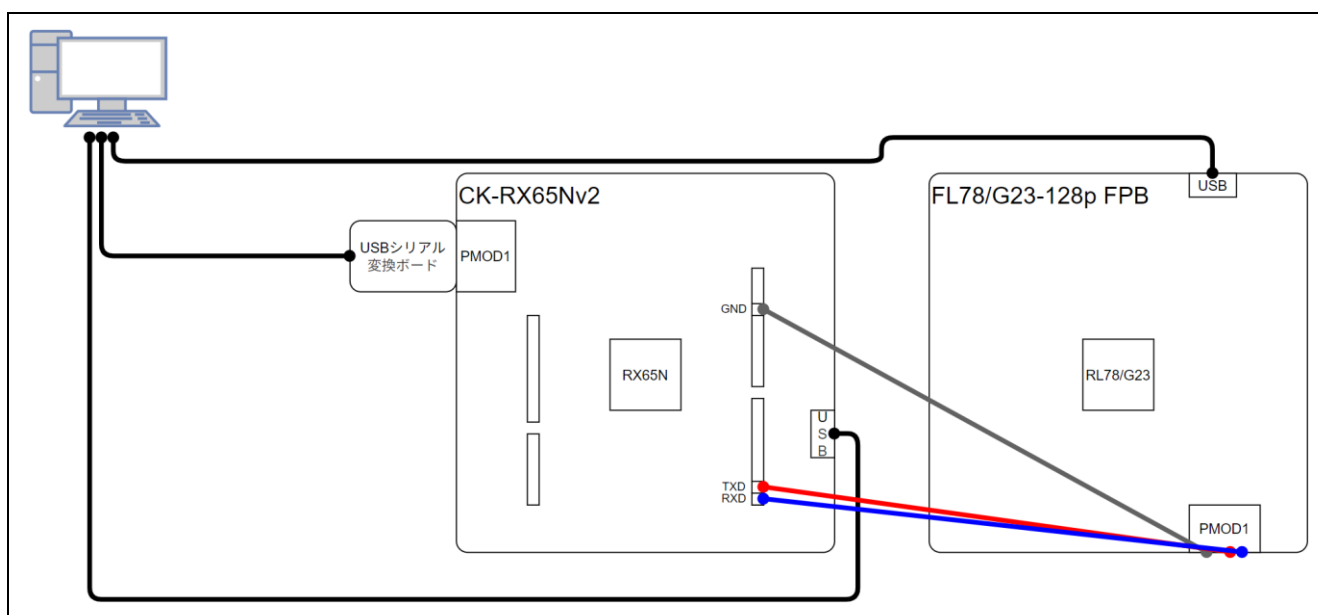 CK-RX65Nv2
FL78/G23-128p FPB
USB
USBシリアル
変換ボード
PMOD1
GND
RX65N
RL78/G23
U
S
B
TXD
RXD
PMOD1